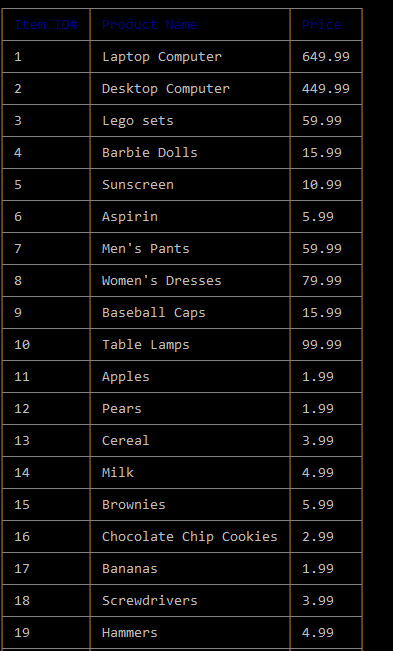 Item ID# Product Name Price
1 Laptop Computer 649.99
2 Desktop Computer 449.99
3 Lego sets 59.99
4 Barbie Dolls 15.99
5 Sunscreen 10.99
6 Aspirin 5.99
7 Men's Pants 59.99
8 Women's Dresses 79.99
9 Baseball Caps 15.99
10 Table Lamps 99.99
11 Apples 1.99
12 Pears 1.99
13 Cereal 3.99
14 Milk 4.99
15 Brownies 5.99
16 Chocolate Chip Cookies 2.99
17 Bananas 1.99
18 Screwdrivers 3.99
19 Hammers 4.99